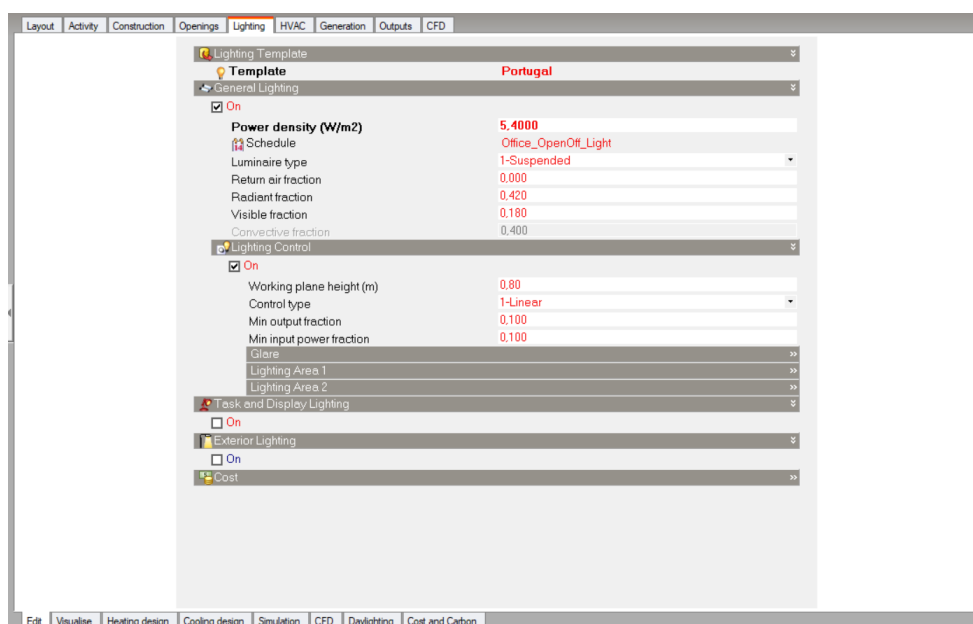 Layout Activity Construction Openings Lighting HVAC Generation Outputs CFD
Lighting Template
Template Portugal
General Lighting
On
Power density (W/m2) 5,4000
Schedule Office_OpenOff_Light
Luminaire type 1-Suspended
Return air fraction 0,000
Radiant fraction 0,420
Visible fraction 0,180
Convective fraction 0,400
Lighting Control
On
Working plane height (m) 0,80
Control type 1-Linear
Min output fraction 0,100
Min input power fraction 0,100
Glare
Lighting Area 1
Lighting Area 2
Task and Display Lighting
On
Exterior Lighting
On
Cost
Edit Visualise Heating design Cooling design Simulation CFD Daylighting Cost and Carbon